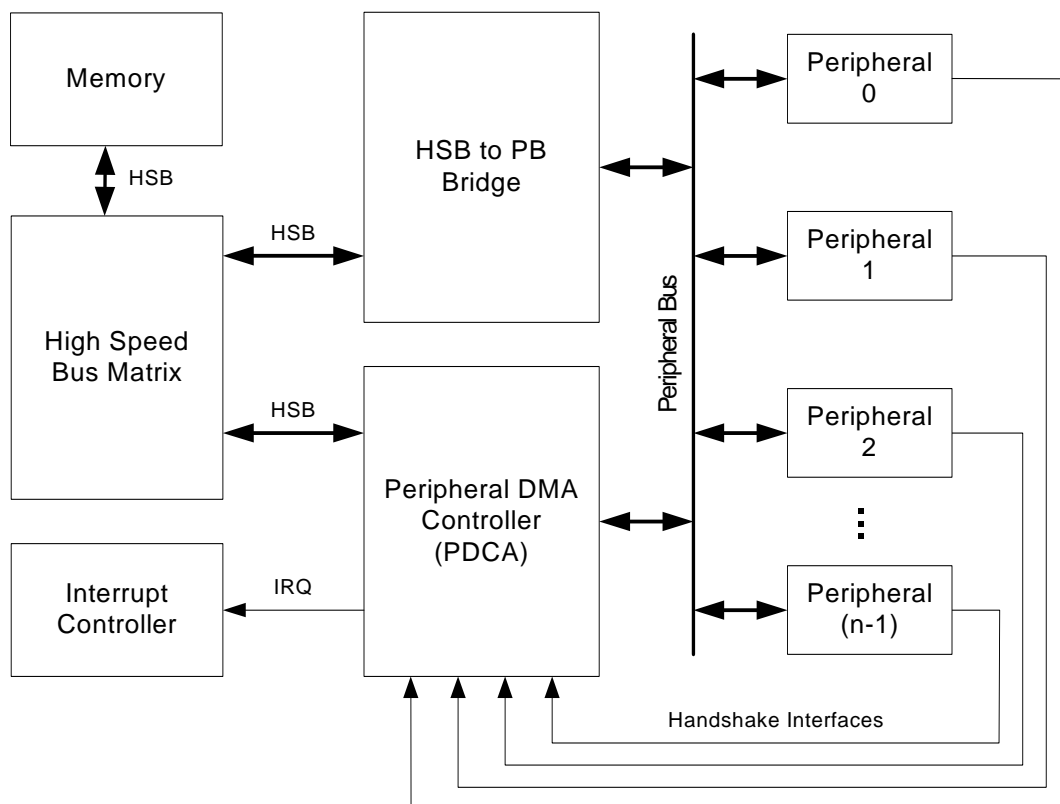 Memory
HSB
High Speed
Bus Matrix
Interrupt
Controller
HSB
HSB
IRQ
HSB to PB
Bridge
Peripheral DMA
Controller
(PDCA)
Peripheral Bus
Peripheral
0
Peripheral
1
Peripheral
2
Peripheral
(n-1)
Handshake Interfaces